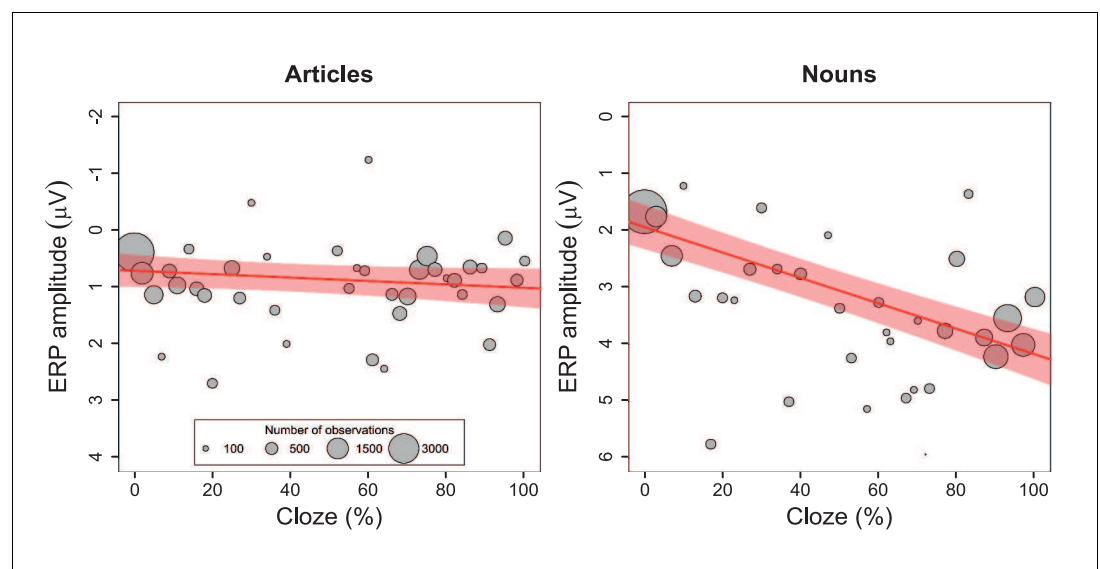 Articles
Nouns
ERP amplitude (µV)
-2
-1
0
1
2
3
4
Number of observations
100 500 1500 3000
0 20 40 60 80 100
Cloze (%)
ERP amplitude (µV)
0
1
2
3
4
5
6
0 20 40 60 80 100
Cloze (%)